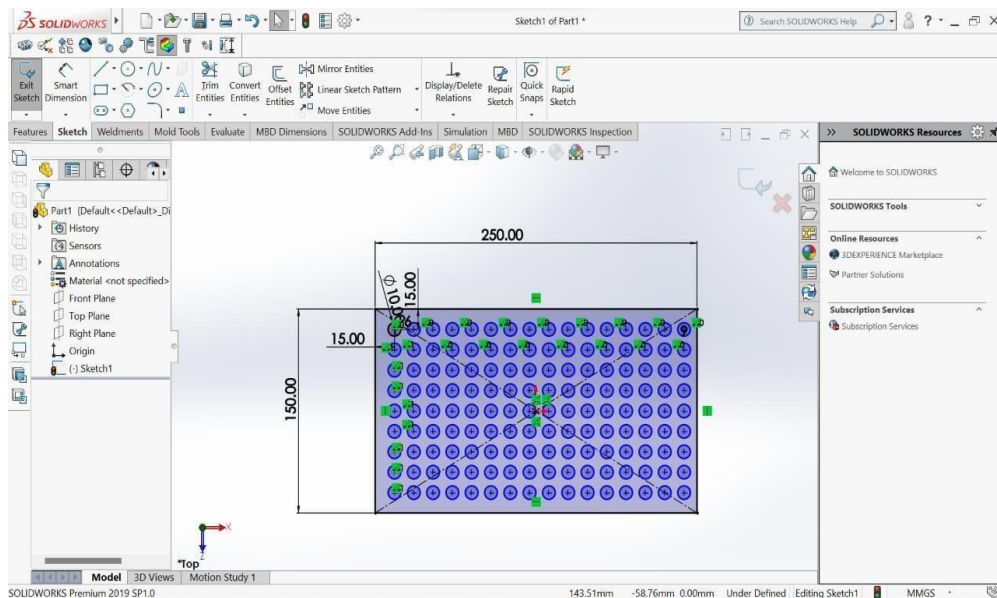 SOLIDWORKS
Sketch1 of Part1 *
Search SOLIDWORKS Help
?
Exit Sketch
Smart Dimension
Trim Entities
Convert Entities
Offset Entities
Mirror Entities
Linear Sketch Pattern
Move Entities
Display/Delete Relations
Repair Sketch
Quick Snaps
Rapid Sketch
Features Sketch Weldments Mold Tools Evaluate MBD Dimensions SOLIDWORKS Add-Ins Simulation MBD SOLIDWORKS Inspection
SOLIDWORKS Resources
Part1 (Default<<Default>_Di
History
Sensors
Annotations
Material <not specified>
Front Plane
Top Plane
Right Plane
Origin
(-) Sketch1
250.00
15.00
15.00
150.00
X
Z
*Top
Welcome to SOLIDWORKS
SOLIDWORKS Tools
Online Resources
3DEXPERIENCE Marketplace
Partner Solutions
Subscription Services
Subscription Services
Model 3D Views Motion Study 1
SOLIDWORKS Premium 2019 SP1.0
143.51mm -58.76mm 0.00mm Under Defined Editing Sketch1 MMGS